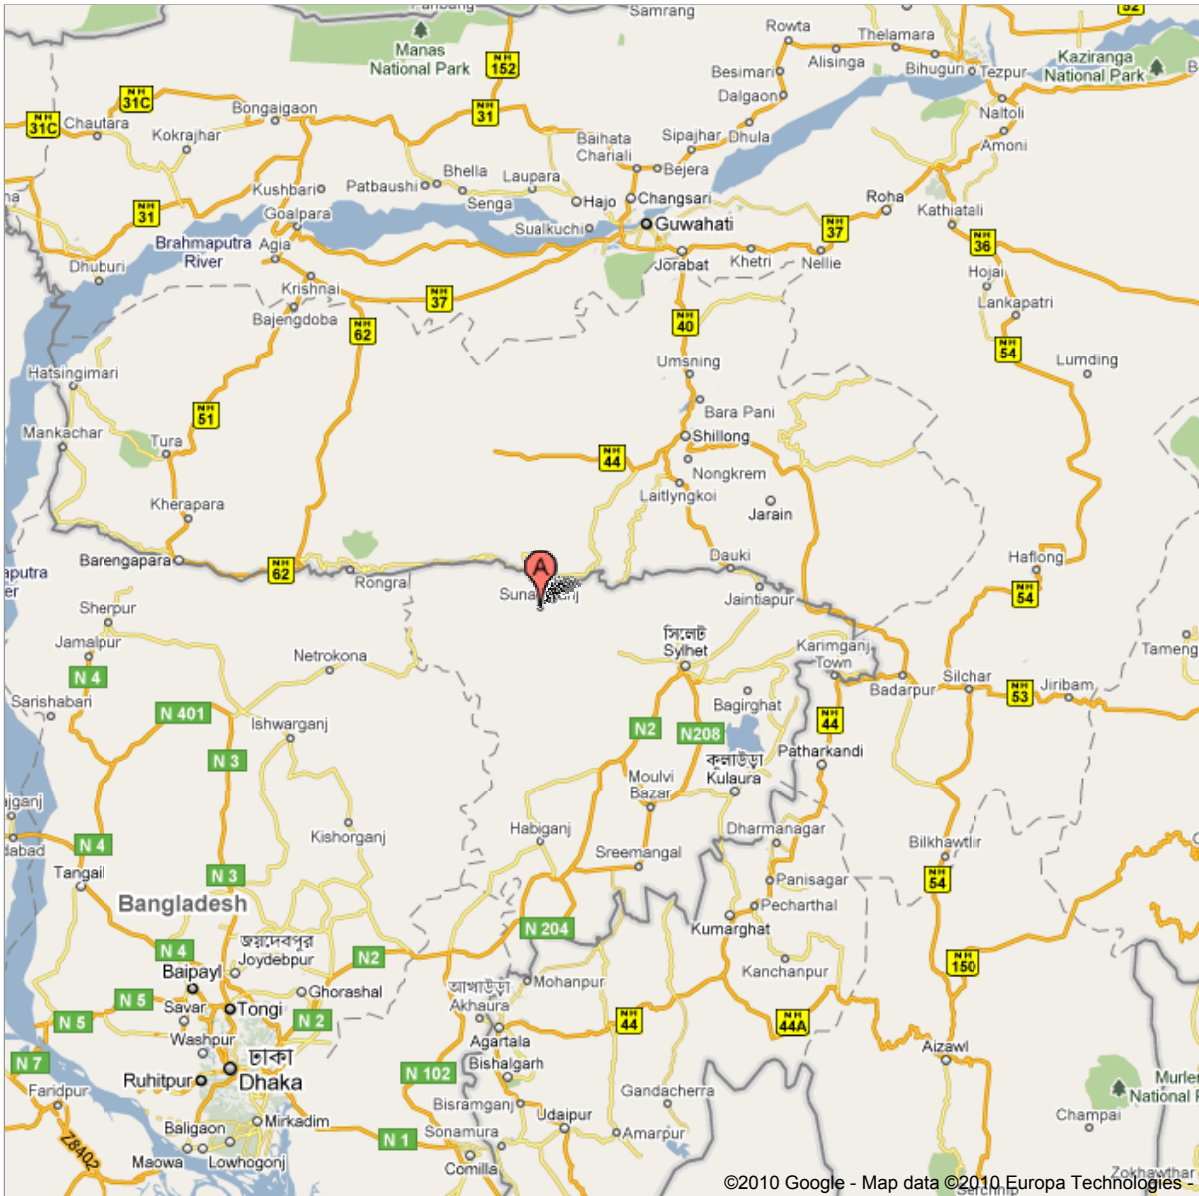 Panbang
Samrang
52
Manas
National Park
NH
152
Rowta
Thelamara
Alisinga
Besimari
Bihuguri
Tezpur
Kaziranga
National Park
Dalgaon
NH
31C
NH
31C
Chautara
Bongaigaon
NH
31
Kokrajhar
Baihata
Chariali
Sipajhar
Dhula
Naltoli
Amoni
Bejera
Bhella
Laupara
Patbaushi
Senga
Kushbari
Hajo
Changsari
Roha
Kathiatali
NH
31
Goalpara
Sualkuchi
Guwahati
NH
37
NH
36
Brahmaputra
River
Agia
Dhuburi
Jorabat
Khetri
Nellie
Hojai
Krishnai
NH
37
Lankapatri
Bajengdoba
NH
62
NH
40
NH
54
Umsning
Lumding
Hatsingimari
NH
51
Bara Pani
Mankachar
Tura
Shillong
NH
44
Nongkrem
Laitlyngkoi
Kherapara
Jarain
Barengapara
NH
62
Rongra
A
Dauki
Haflong
Jaintiapur
NH
54
Sherpur
সিলেট
Sylhet
Jamalpur
N 4
Netrokona
Karimganj
Town
Tameng
Sarishabari
N 401
Ishwarganj
Bagirghat
Badarpur
Silchar
NH
53
Jiribam
N2
N208
NH
44
N 3
কুলাউড়া
Kulaura
Patharkandi
Moulvi
Bazar
Kishorganj
Habiganj
Dharmanagar
N 4
Bilkhawtlir
Tangail
Sreemangal
N 3
Panisagar
NH
54
Bangladesh
Pecharthal
N 204
Kumarghat
N 4
জয়দেবপুর
Joydebpur
N2
Baipayl
Kanchanpur
NH
150
Ghorashal
আখাউড়া
Akhaura
Mohanpur
N 5
Savar
Tongi
N 5
N 2
NH
44
NH
44A
Washpur
Agartala
Aizawl
N 7
ঢাকা
Dhaka
Ruhitpur
Bishalgarh
N 102
Faridpur
Gandacherra
Murlen
National P
Bisramganj
Champai
Baligaon
Mirkadim
Udaipur
Z8402
N 1
Sonamura
Amarpur
Maowa
Lowhogonj
Comilla
Zokhawthar
©2010 Google - Map data ©2010 Europa Technologies -